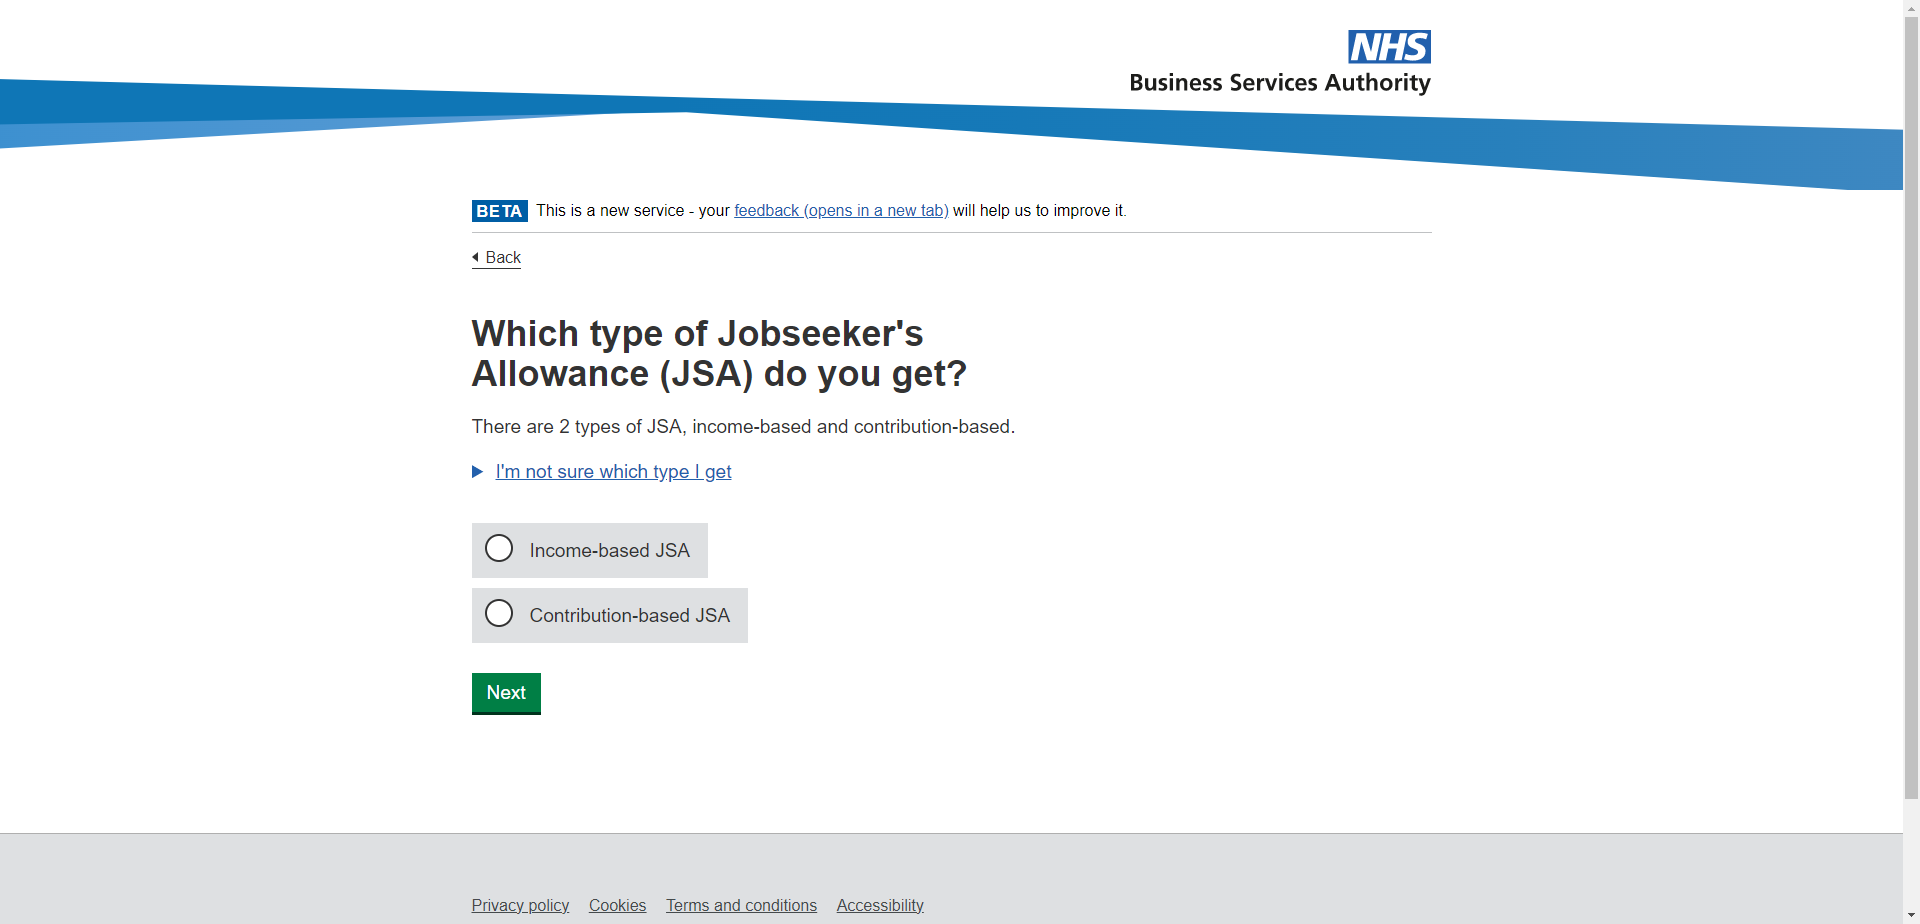 NHS
Business Services Authority
BETA This is a new service - your feedback (opens in a new tab) will help us to improve it.
Back
Which type of Jobseeker's
Allowance (JSA) do you get?
There are 2 types of JSA, income-based and contribution-based.
I'm not sure which type I get
Income-based JSA
Contribution-based JSA
Next
Privacy policy Cookies Terms and conditions Accessibility